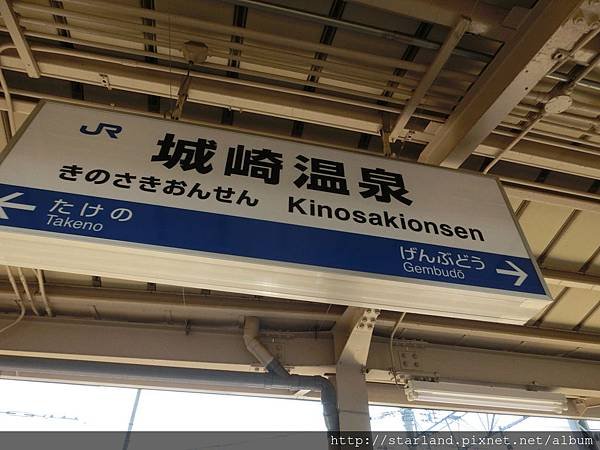 JR
城崎温泉
きのさきおんせん Kinosakionsen
たけの
Takeno
げんぶどう
Gembudō
http://starland.pixnet.net/album